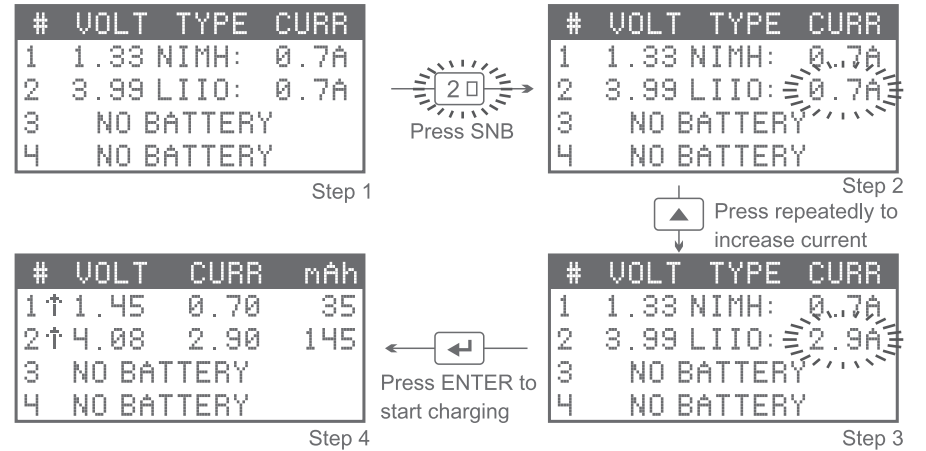 # VOLT TYPE CURR
1 1.33 NIMH: 0.7A
2 3.99 LIIO: 0.7A
3 NO BATTERY
4 NO BATTERY
Step 1
2
Press SNB
# VOLT TYPE CURR
1 1.33 NIMH: 0.7A
2 3.99 LIIO: 0.7A
3 NO BATTERY
4 NO BATTERY
Step 2
Press repeatedly to
increase current
# VOLT TYPE CURR
1 1.33 NIMH: 0.7A
2 3.99 LIIO: 2.9A
3 NO BATTERY
4 NO BATTERY
Step 3
Press ENTER to
start charging
# VOLT CURR mAh
1↑1.45 0.70 35
2↑4.08 2.90 145
3 NO BATTERY
4 NO BATTERY
Step 4